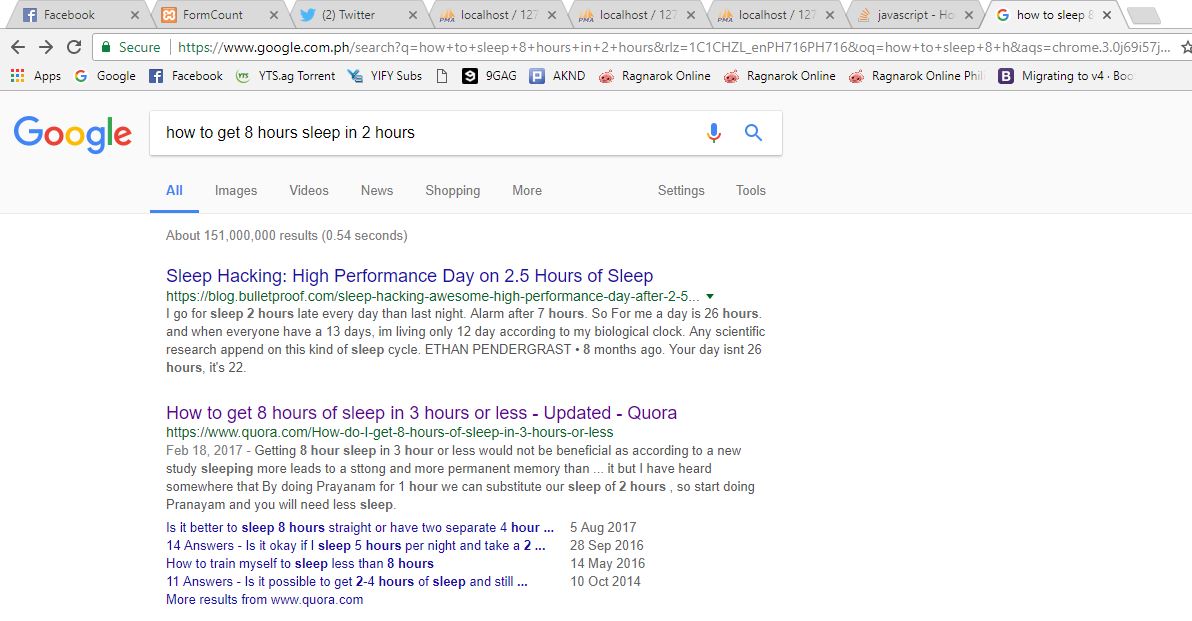 Facebook FormCount (2) Twitter localhost / 127 localhost / 127 localhost / 127 javascript - Ho how to sleep 8
Secure https://www.google.com.ph/search?q=how+to+sleep+8+hours+in+2+hours&rlz=1C1CHZL_enPH716PH716&oq=how+to+sleep+8+h&aqs=chrome.3.0j69i57j...
Apps Google Facebook YTS.ag Torrent YIFY Subs 9GAG AKND Ragnarok Online Ragnarok Online Ragnarok Online Phili Migrating to v4 · Boo
Google how to get 8 hours sleep in 2 hours
All Images Videos News Shopping More Settings Tools
About 151,000,000 results (0.54 seconds)
Sleep Hacking: High Performance Day on 2.5 Hours of Sleep
https://blog.bulletproof.com/sleep-hacking-awesome-high-performance-day-after-2-5...
I go for sleep 2 hours late every day than last night. Alarm after 7 hours. So For me a day is 26 hours.
and when everyone have a 13 days, im living only 12 day according to my biological clock. Any scientific
research append on this kind of sleep cycle. ETHAN PENDERGRAST • 8 months ago. Your day isnt 26
hours, it's 22.
How to get 8 hours of sleep in 3 hours or less - Updated - Quora
https://www.quora.com/How-do-I-get-8-hours-of-sleep-in-3-hours-or-less
Feb 18, 2017 - Getting 8 hour sleep in 3 hour or less would not be beneficial as according to a new
study sleeping more leads to a sttong and more permanent memory than ... it but I have heard
somewhere that By doing Prayanam for 1 hour we can substitute our sleep of 2 hours , so start doing
Pranayam and you will need less sleep.
Is it better to sleep 8 hours straight or have two separate 4 hour ... 5 Aug 2017
14 Answers - Is it okay if I sleep 5 hours per night and take a 2 ... 28 Sep 2016
How to train myself to sleep less than 8 hours 14 May 2016
11 Answers - Is it possible to get 2-4 hours of sleep and still ... 10 Oct 2014
More results from www.quora.com